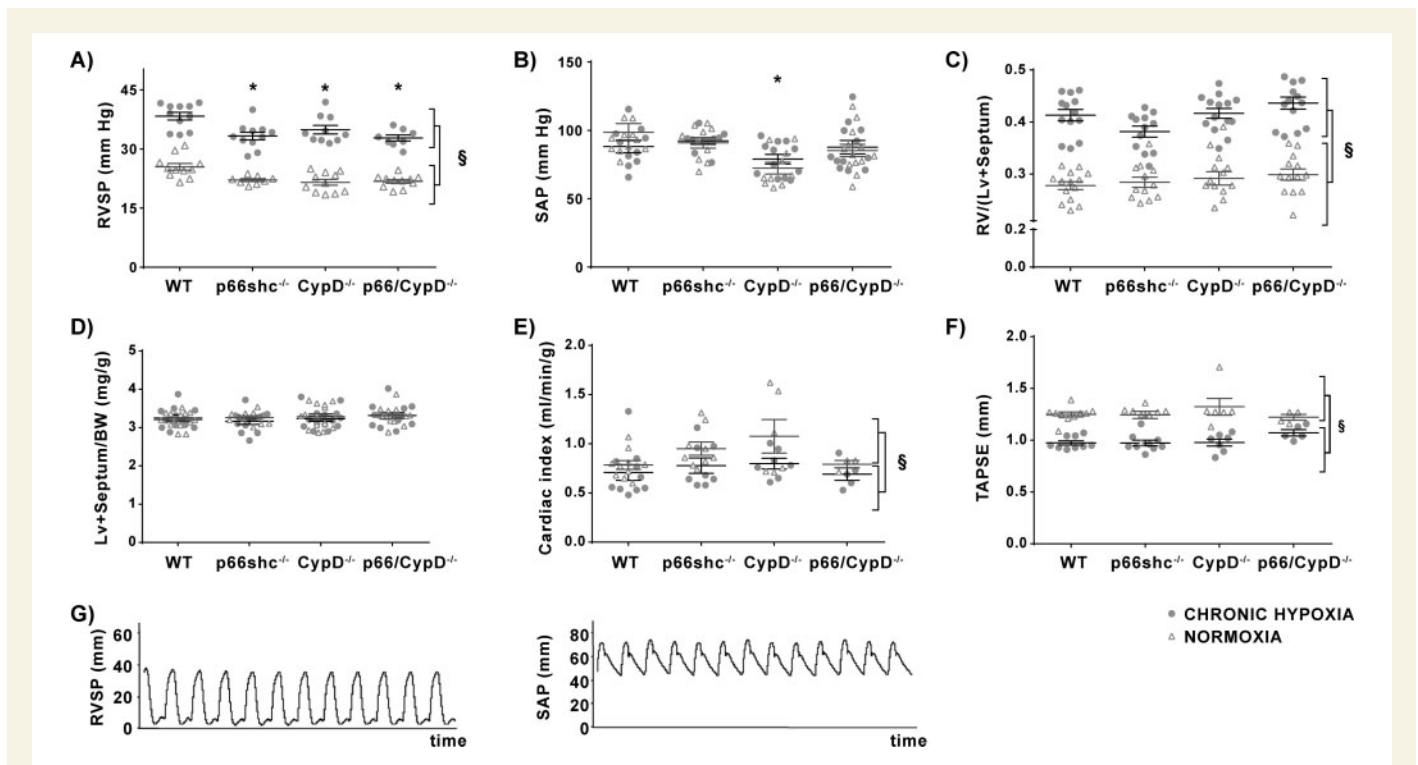 A)
RVSP (mm Hg)
45
30
15
0
*
*
*
§
WT
p66shc-/-
CypD-/-
p66/CypD-/-
B)
SAP (mm Hg)
150
100
50
0
*
WT
p66shc-/-
CypD-/-
p66/CypD-/-
C)
RV/(Lv+Septum)
0.5
0.4
0.3
0.2
0.0
§
WT
p66shc-/-
CypD-/-
p66/CypD-/-
D)
Lv+Septum/BW (mg/g)
5
4
3
2
1
0
WT
p66shc-/-
CypD-/-
p66/CypD-/-
E)
Cardiac index (ml/min/g)
2.0
1.5
1.0
0.5
0.0
§
WT
p66shc-/-
CypD-/-
p66/CypD-/-
F)
TAPSE (mm)
2.0
1.5
1.0
0.5
0.0
§
WT
p66shc-/-
CypD-/-
p66/CypD-/-
CHRONIC HYPOXIA
NORMOXIA
G)
RVSP (mm)
60
40
20
0
time
SAP (mm)
80
60
40
20
0
time